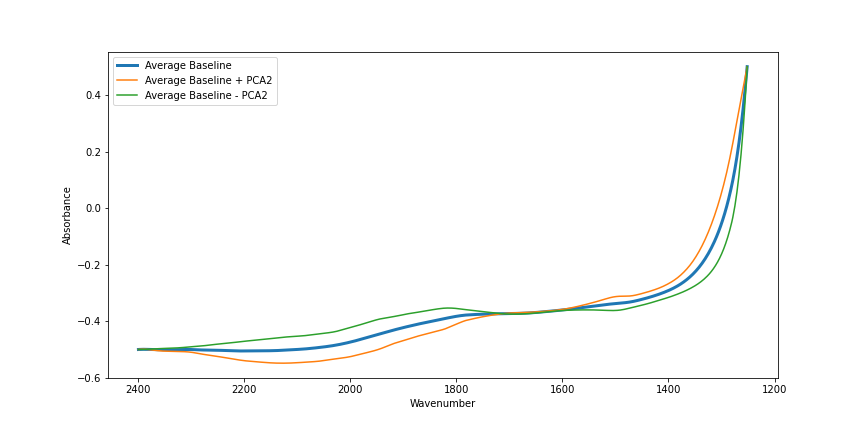 Average Baseline
Average Baseline + PCA2
Average Baseline - PCA2
0.4
0.2
0.0
−0.2
−0.4
−0.6
Absorbance
2400 2200 2000 1800 1600 1400 1200
Wavenumber